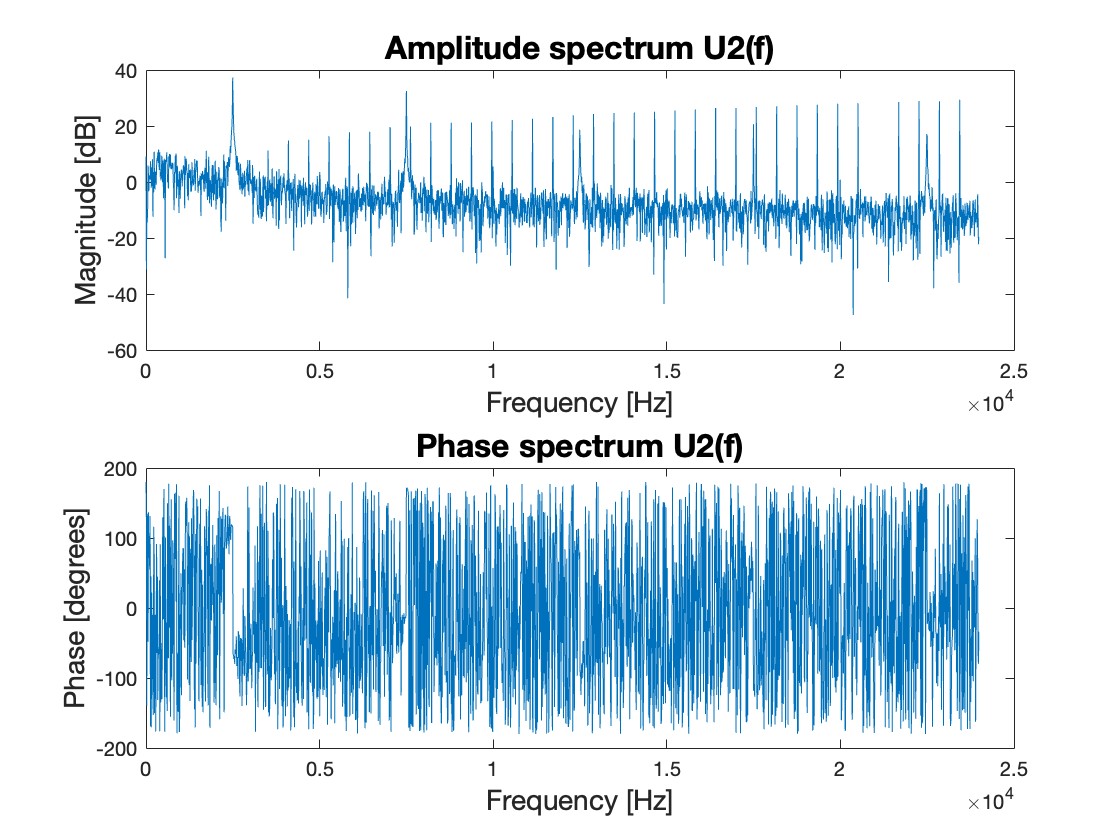 Amplitude spectrum U2(f)
40
20
0
-20
-40
-60
Magnitude [dB]
0 0.5 1 1.5 2 2.5
Frequency [Hz]
×10^4
Phase spectrum U2(f)
200
100
0
-100
-200
Phase [degrees]
0 0.5 1 1.5 2 2.5
Frequency [Hz]
×10^4